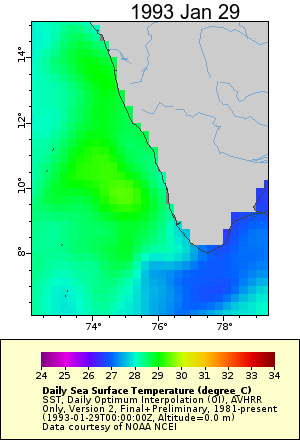 1993 Jan 29
14°
12°
10°
8°
74° 76° 78°
24 25 26 27 28 29 30 31 32 33 34
Daily Sea Surface Temperature (degree_C)
SST, Daily Optimum Interpolation (OI), AVHRR
Only, Version 2, Final+Preliminary, 1981-present
(1993-01-29T00:00:00Z, Altitude=0.0 m)
Data courtesy of NOAA NCEI